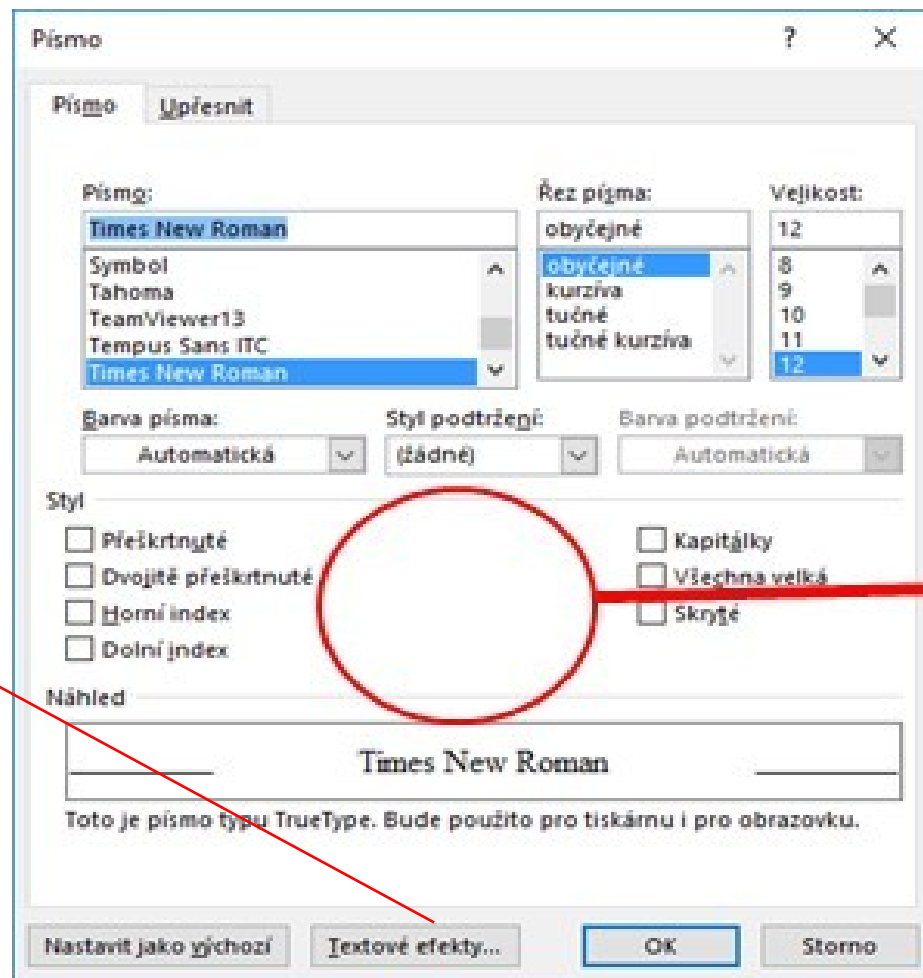 Písmo ?
Písmo Upřesnit
Písmo: Řez písma: Velikost:
Times New Roman obyčejné 12
Symbol obyčejné 8
Tahoma kurzíva 9
TeamViewer13 tučné 10
Tempus Sans ITC tučné kurzíva 11
Times New Roman 12
Barva písma: Styl podtržení: Barva podtržení:
Automatická (žádné) Automatická
Styl
Přeškrtnuté Kapitálky
Dvojitě přeškrtnuté Všechna velká
Horní index Skryté
Dolní index
Náhled
Times New Roman
Toto je písmo typu TrueType. Bude použito pro tiskárnu i pro obrazovku.
Nastavit jako výchozí Textové efekty... OK Storno